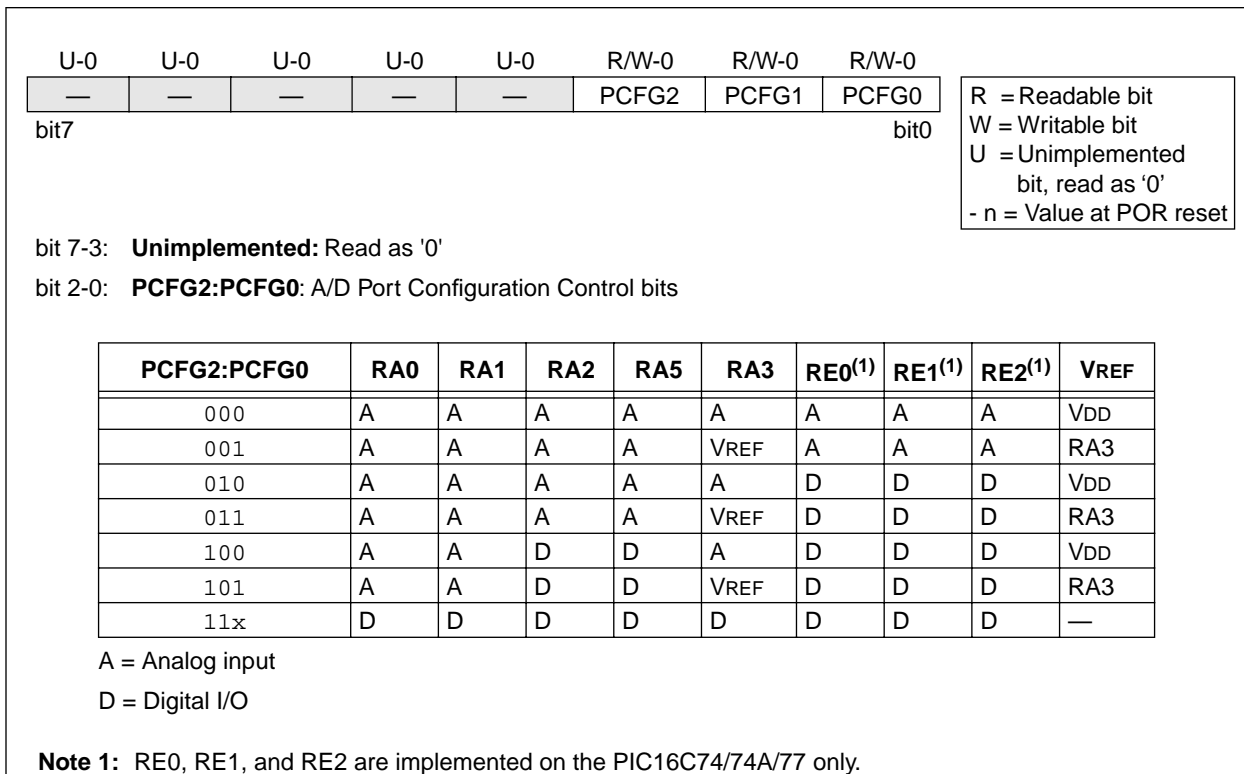 U-0 U-0 U-0 U-0 U-0 R/W-0 R/W-0 R/W-0
— — — — — PCFG2 PCFG1 PCFG0
bit7 bit0
R = Readable bit
W = Writable bit
U = Unimplemented
bit, read as ‘0’
- n = Value at POR reset
bit 7-3: Unimplemented: Read as '0'
bit 2-0: PCFG2:PCFG0: A/D Port Configuration Control bits
PCFG2:PCFG0 RA0 RA1 RA2 RA5 RA3 RE0(1) RE1(1) RE2(1) VREF
000 A A A A A A A A VDD
001 A A A A VREF A A A RA3
010 A A A A A D D D VDD
011 A A A A VREF D D D RA3
100 A A D D A D D D VDD
101 A A D D VREF D D D RA3
11x D D D D D D D D —
A = Analog input
D = Digital I/O
Note 1: RE0, RE1, and RE2 are implemented on the PIC16C74/74A/77 only.